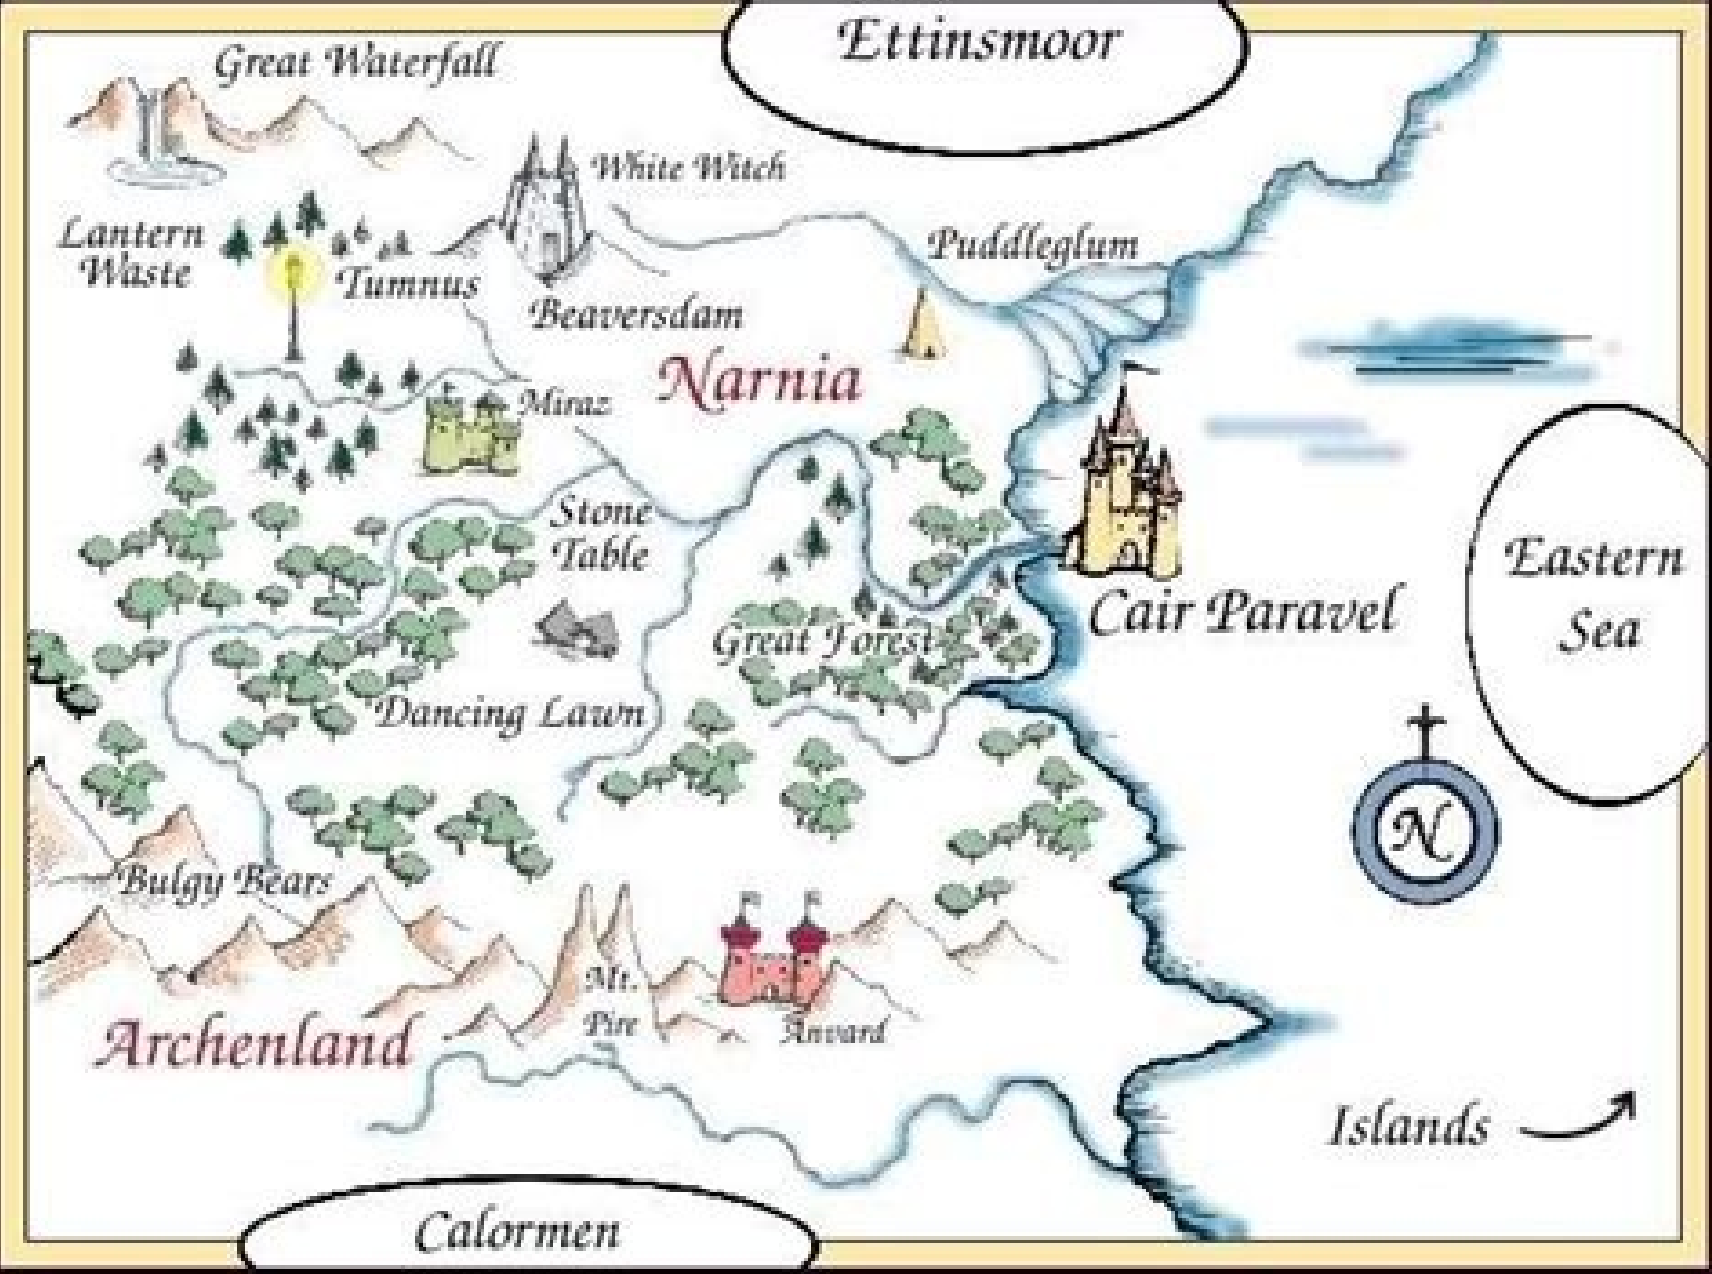 Ettinsmoor
Great Waterfall
White Witch
Lantern
Waste
Tumnus
Puddleglum
Beaversdam
Narnia
Miraz
Stone
Table
Eastern
Sea
Cair Paravel
Great Forest
Dancing Lawn
N
Bulgy Bears
Mt.
Pire
Anvard
Archenland
Islands
Calormen